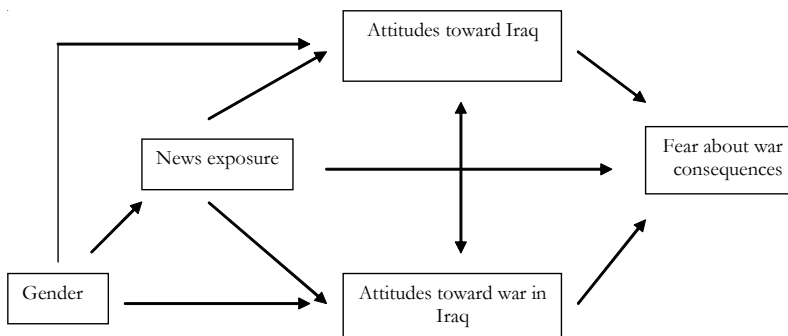 Attitudes toward Iraq
News exposure
Fear about war
consequences
Gender
Attitudes toward war in
Iraq